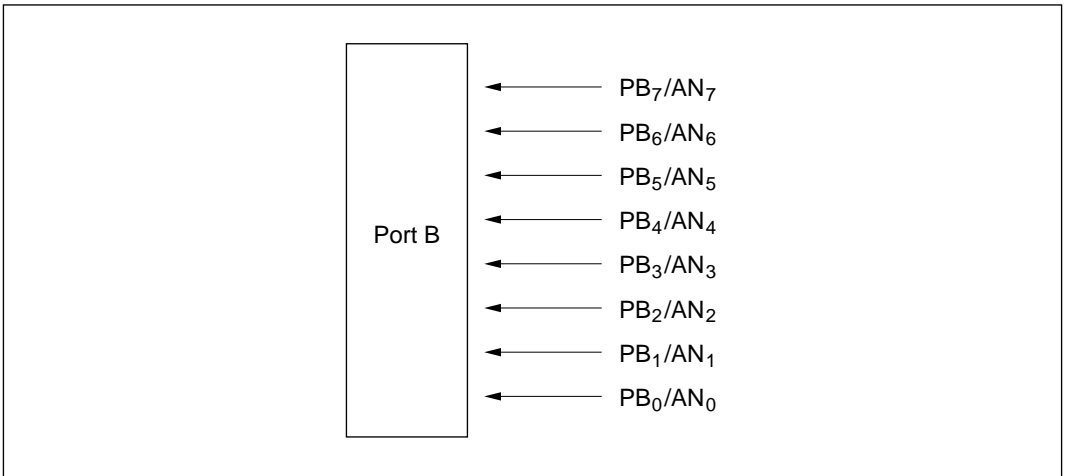 PB₇/AN₇
PB₆/AN₆
PB₅/AN₅
PB₄/AN₄
Port B
PB₃/AN₃
PB₂/AN₂
PB₁/AN₁
PB₀/AN₀